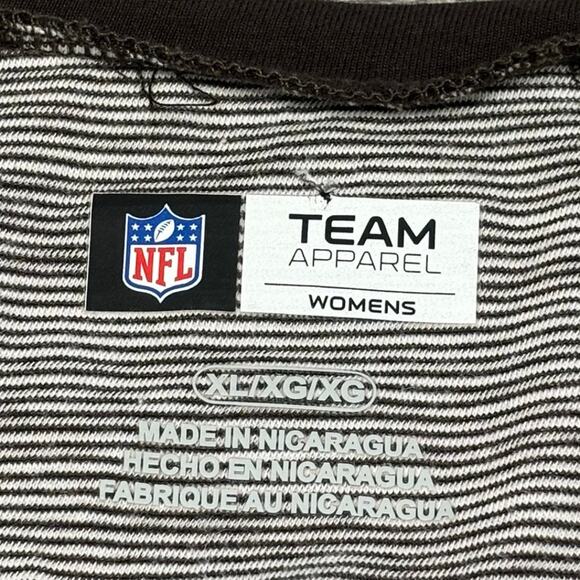 NFL
TEAM
APPAREL
WOMENS
XL/XG/XG
MADE IN NICARAGUA
HECHO EN NICARAGUA
FABRIQUE AU NICARAGUA